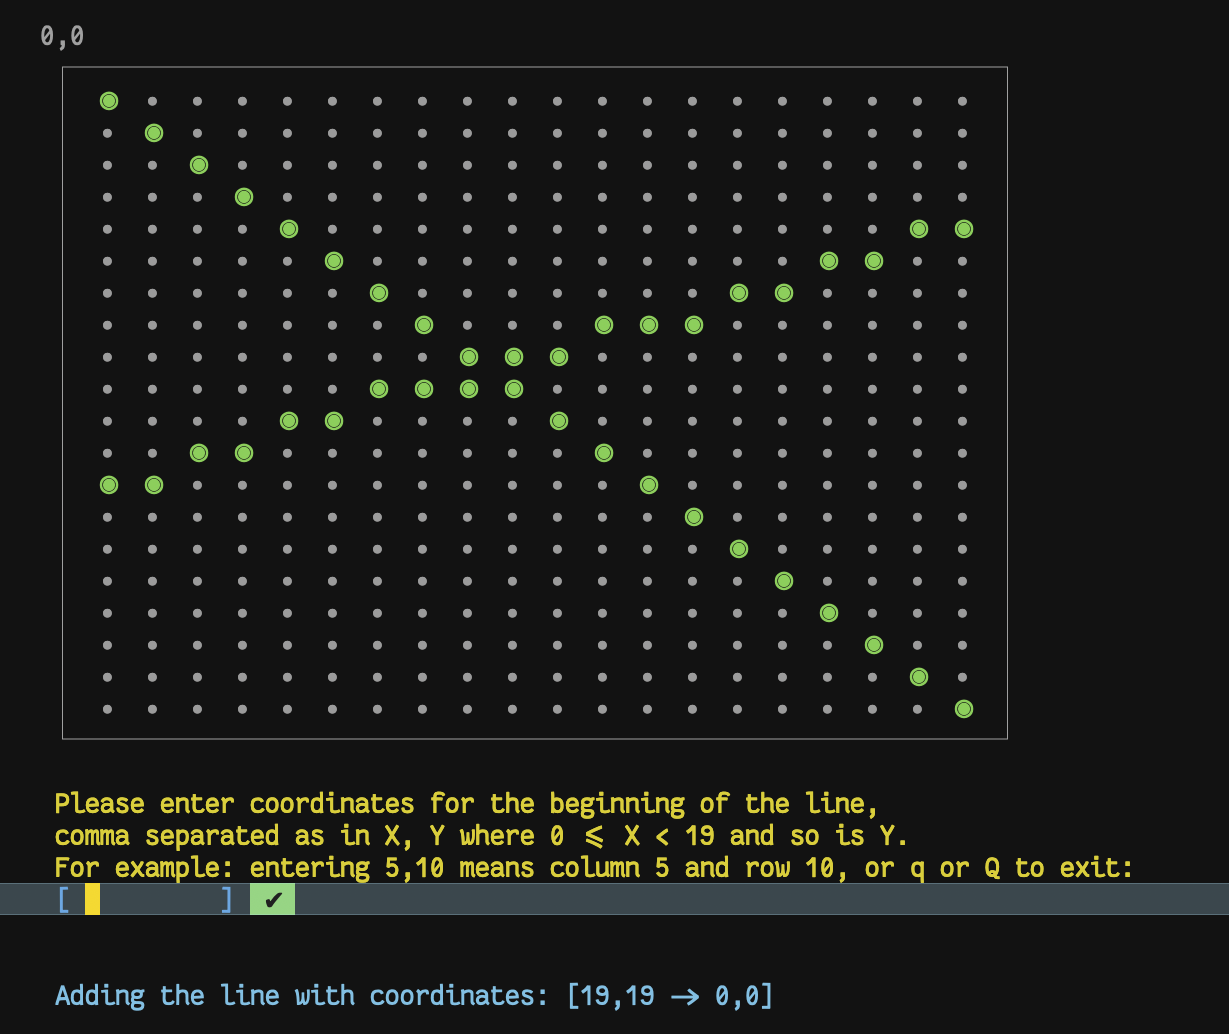 0,0
Please enter coordinates for the beginning of the line,
comma separated as in X, Y where 0 ⩽ X < 19 and so is Y.
For example: entering 5,10 means column 5 and row 10, or q or Q to exit:
[ ] ✔
Adding the line with coordinates: [19,19 → 0,0]